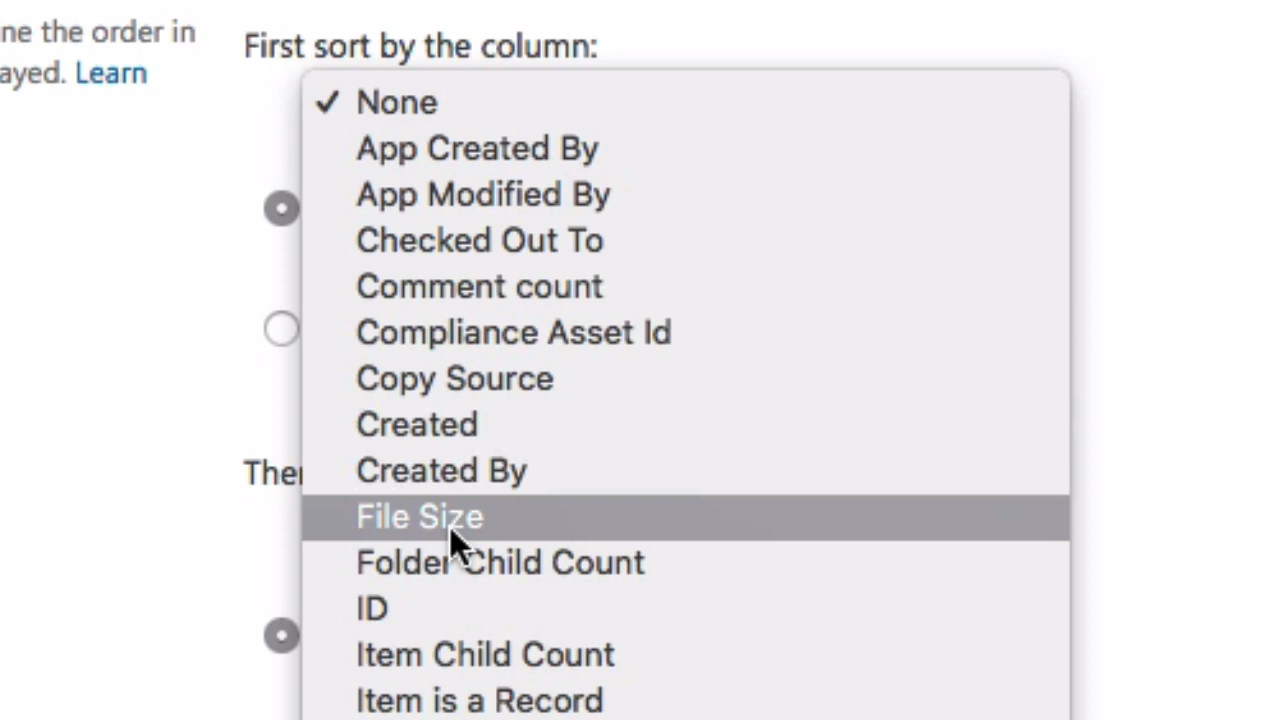 ne the order in
ayed. Learn
First sort by the column:
✓ None
App Created By
App Modified By
Checked Out To
Comment count
Compliance Asset Id
Copy Source
Created
Created By
The
File Size
Folder Child Count
ID
Item Child Count
Item is a Record